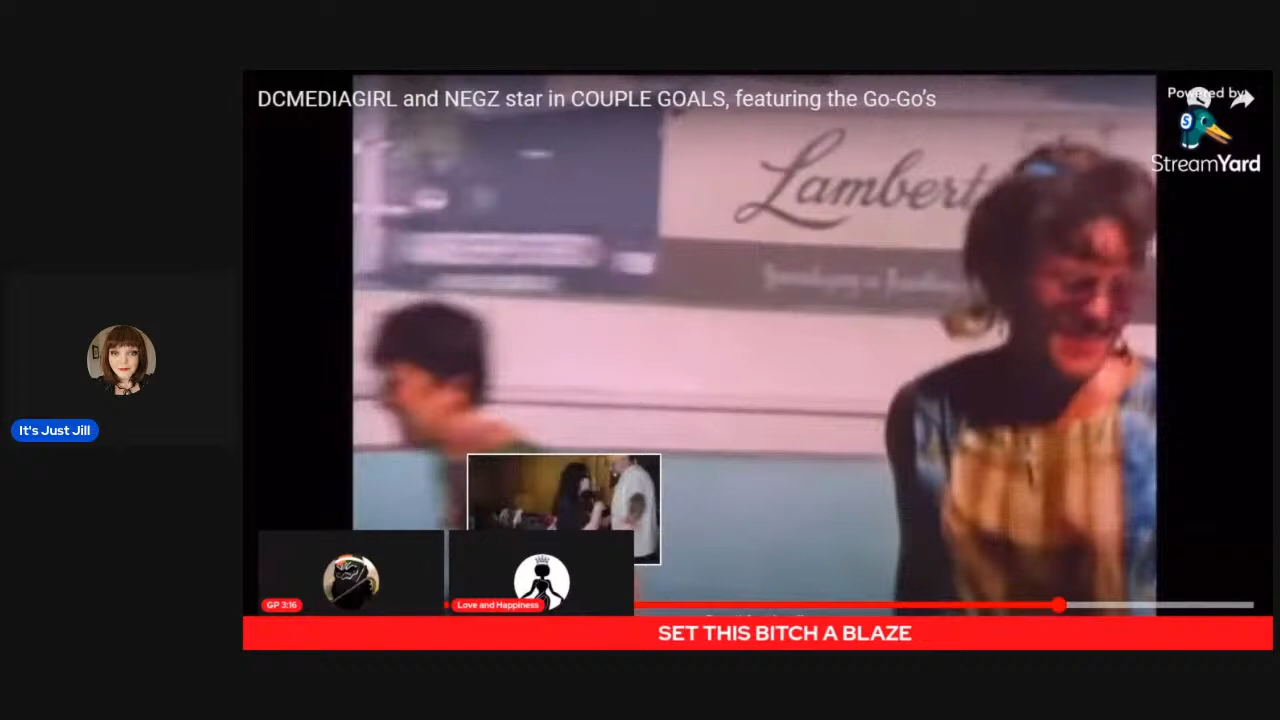 DCMEDIAGIRL and NEGZ star in COUPLE GOALS, featuring the Go-Go's
Powered by
StreamYard
Lambert
It's Just Jill
GP 3:16
Love and Happiness
SET THIS BITCH A BLAZE